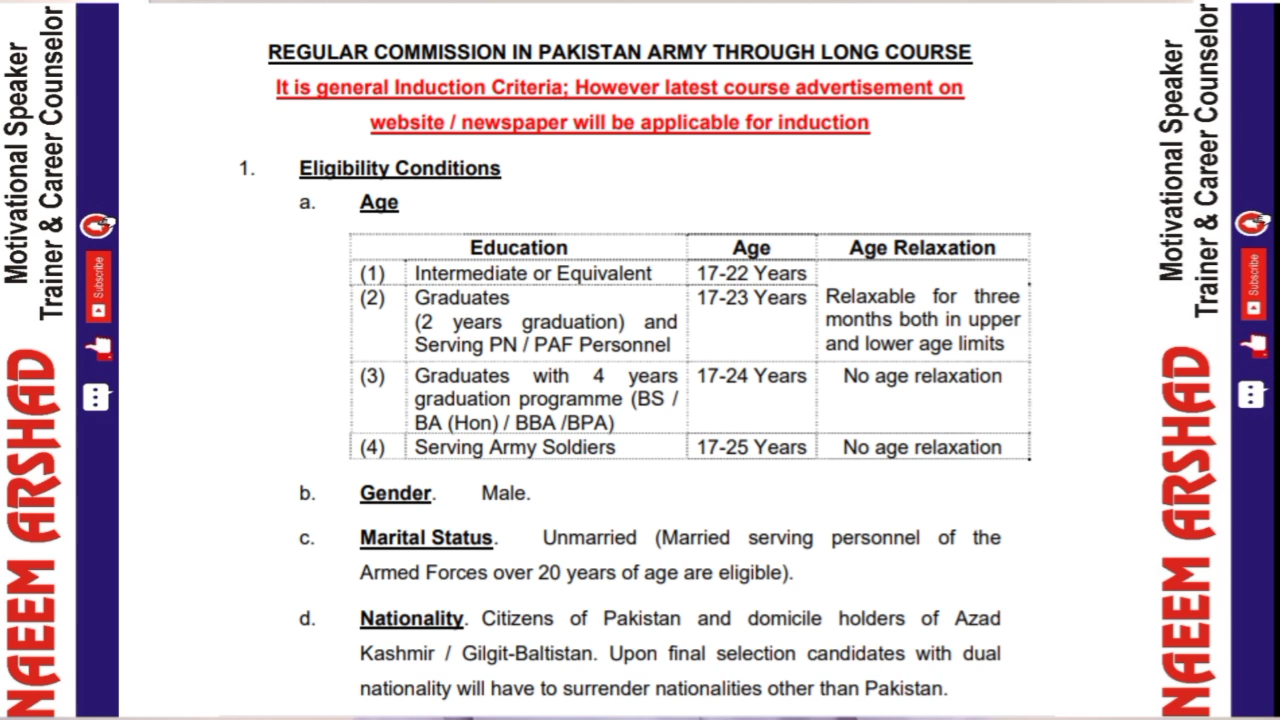 Motivational Speaker
Trainer & Career Counselor
NAEEM ARSHAD
Subscribe
REGULAR COMMISSION IN PAKISTAN ARMY THROUGH LONG COURSE
It is general Induction Criteria; However latest course advertisement on
website / newspaper will be applicable for induction
1. Eligibility Conditions
a. Age
Education Age Age Relaxation
(1) Intermediate or Equivalent 17-22 Years
(2) Graduates 17-23 Years Relaxable for three
(2 years graduation) and months both in upper
Serving PN / PAF Personnel and lower age limits
(3) Graduates with 4 years 17-24 Years No age relaxation
graduation programme (BS /
BA (Hon) / BBA /BPA)
(4) Serving Army Soldiers 17-25 Years No age relaxation
b. Gender. Male.
c. Marital Status. Unmarried (Married serving personnel of the
Armed Forces over 20 years of age are eligible).
d. Nationality. Citizens of Pakistan and domicile holders of Azad
Kashmir / Gilgit-Baltistan. Upon final selection candidates with dual
nationality will have to surrender nationalities other than Pakistan.
Motivational Speaker
Trainer & Career Counselor
NAEEM ARSHAD
Subscribe